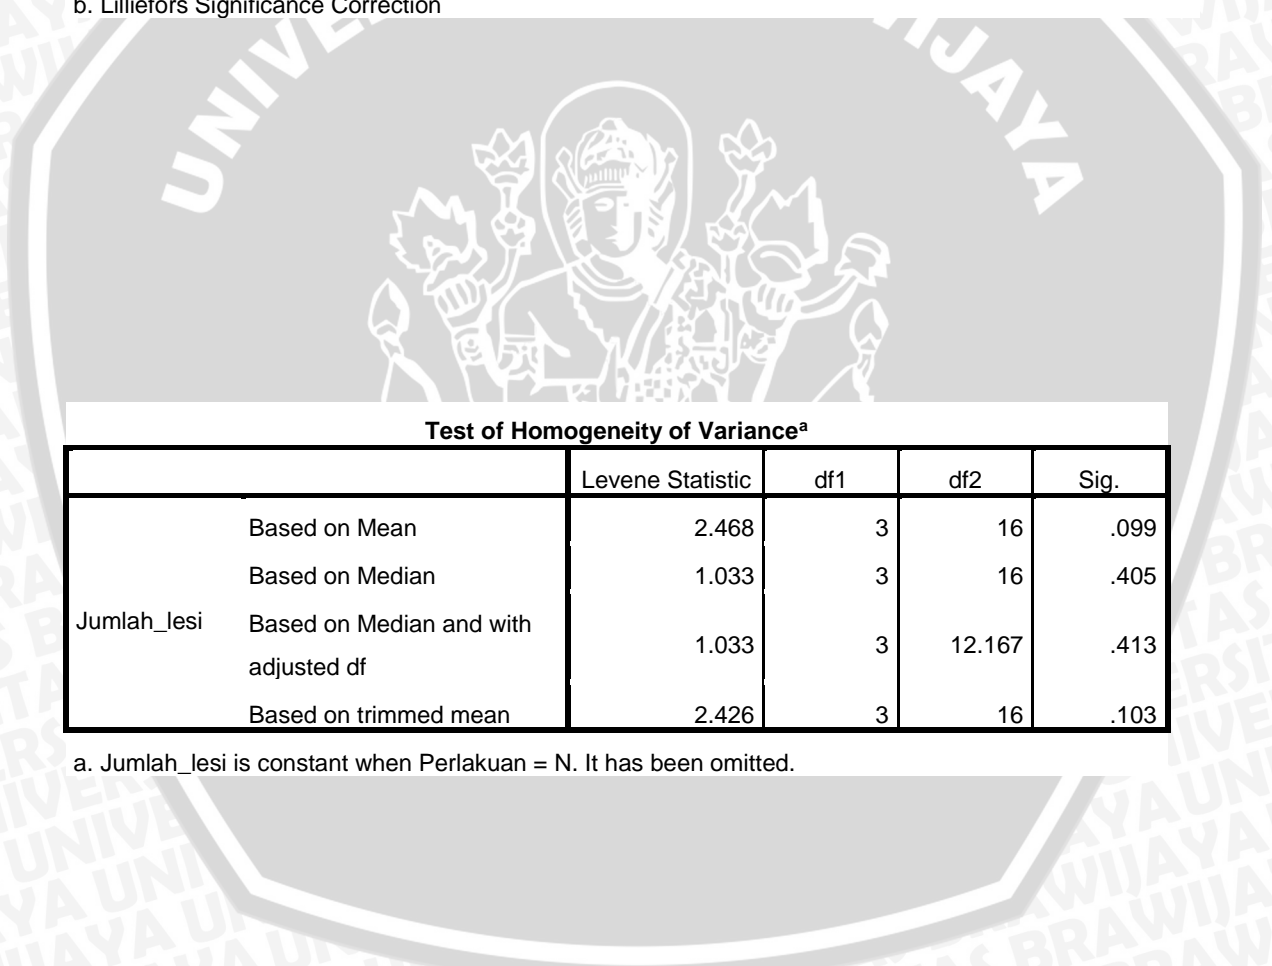 b. Lilliefors Significance Correction
UNIVER
WIJAYA
Test of Homogeneity of Variancea
Levene Statistic df1 df2 Sig.
Jumlah_lesi
Based on Mean 2.468 3 16 .099
Based on Median 1.033 3 16 .405
Based on Median and with
adjusted df 1.033 3 12.167 .413
Based on trimmed mean 2.426 3 16 .103
a. Jumlah_lesi is constant when Perlakuan = N. It has been omitted.